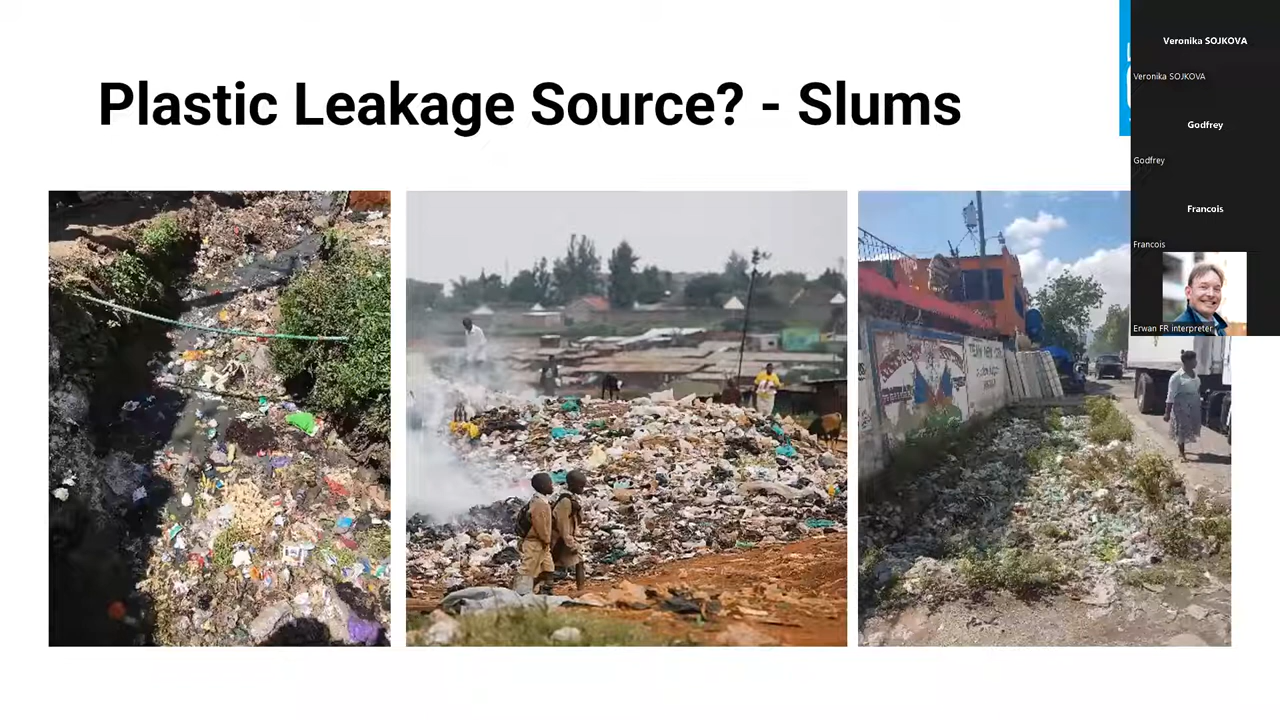 Plastic Leakage Source? - Slums
Veronika SOJKOVA
Veronika SOJKOVA
Godfrey
Godfrey
Francois
Francois
Erwan FR interpreter